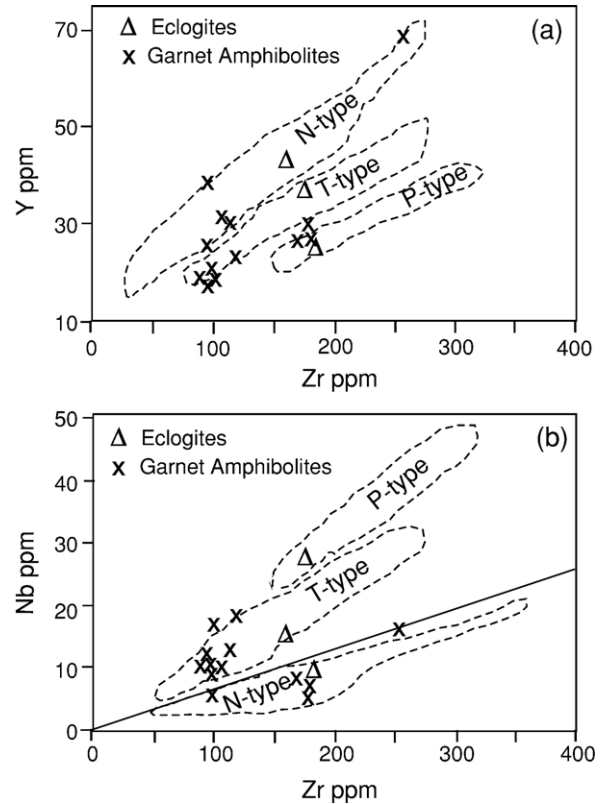 70
△ Eclogites
(a)
X Garnet Amphibolites
N-type
50
T-type
P-type
Y ppm
30
10
0
100
200
300
400
Zr ppm
50
△ Eclogites
(b)
X Garnet Amphibolites
40
P-type
30
T-type
Nb ppm
20
10
N-type
0
0
100
200
300
400
Zr ppm